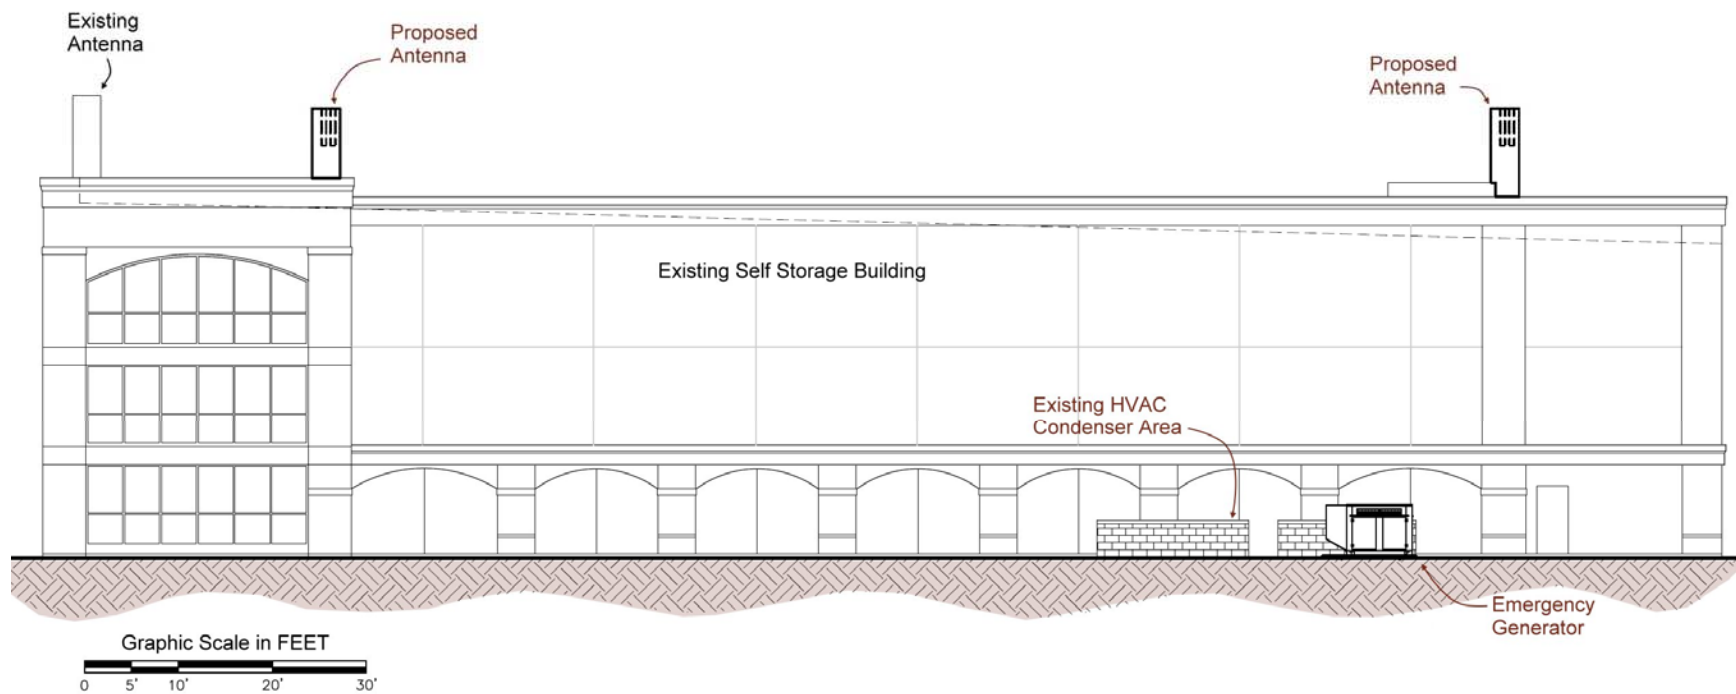 Existing
Antenna
Proposed
Antenna
Proposed
Antenna
Existing Self Storage Building
Existing HVAC
Condenser Area
Emergency
Generator
Graphic Scale in FEET
0 5' 10' 20' 30'